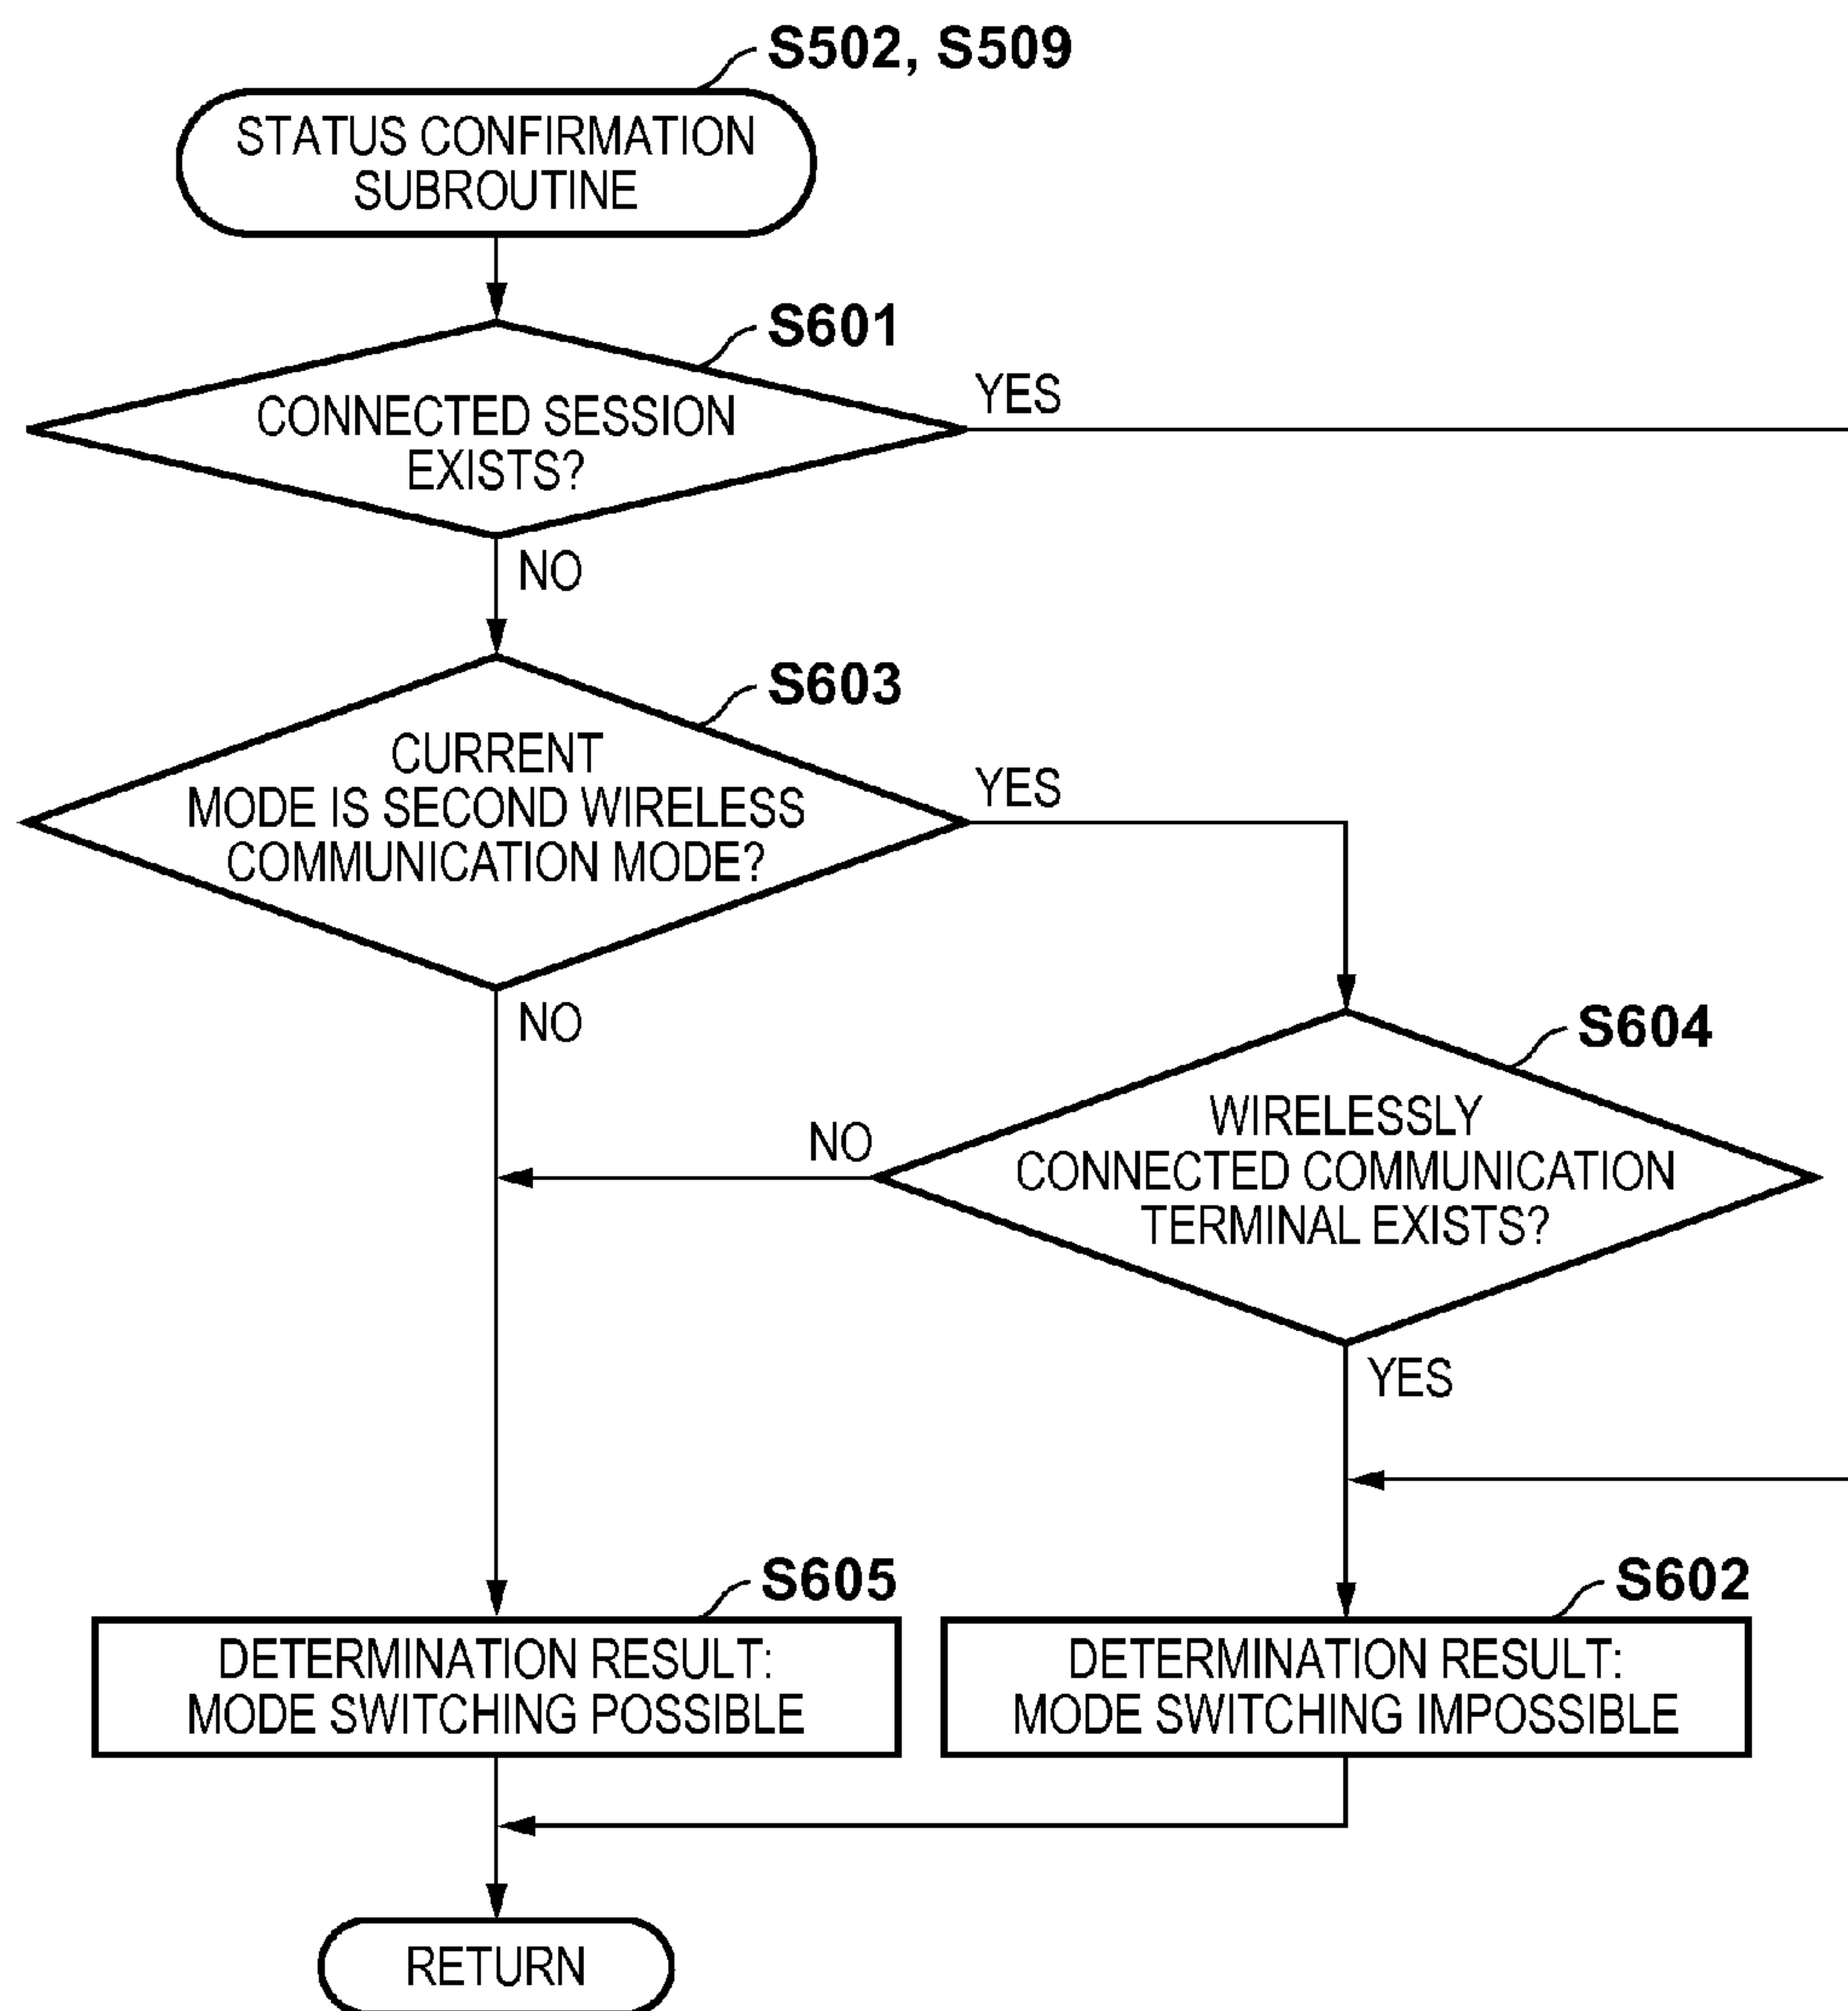 S502, S509
STATUS CONFIRMATION
SUBROUTINE
S601
CONNECTED SESSION
EXISTS?
YES
NO
S603
CURRENT
MODE IS SECOND WIRELESS
COMMUNICATION MODE?
YES
NO
S604
WIRELESSLY
CONNECTED COMMUNICATION
TERMINAL EXISTS?
NO
YES
S605
DETERMINATION RESULT:
MODE SWITCHING POSSIBLE
S602
DETERMINATION RESULT:
MODE SWITCHING IMPOSSIBLE
RETURN